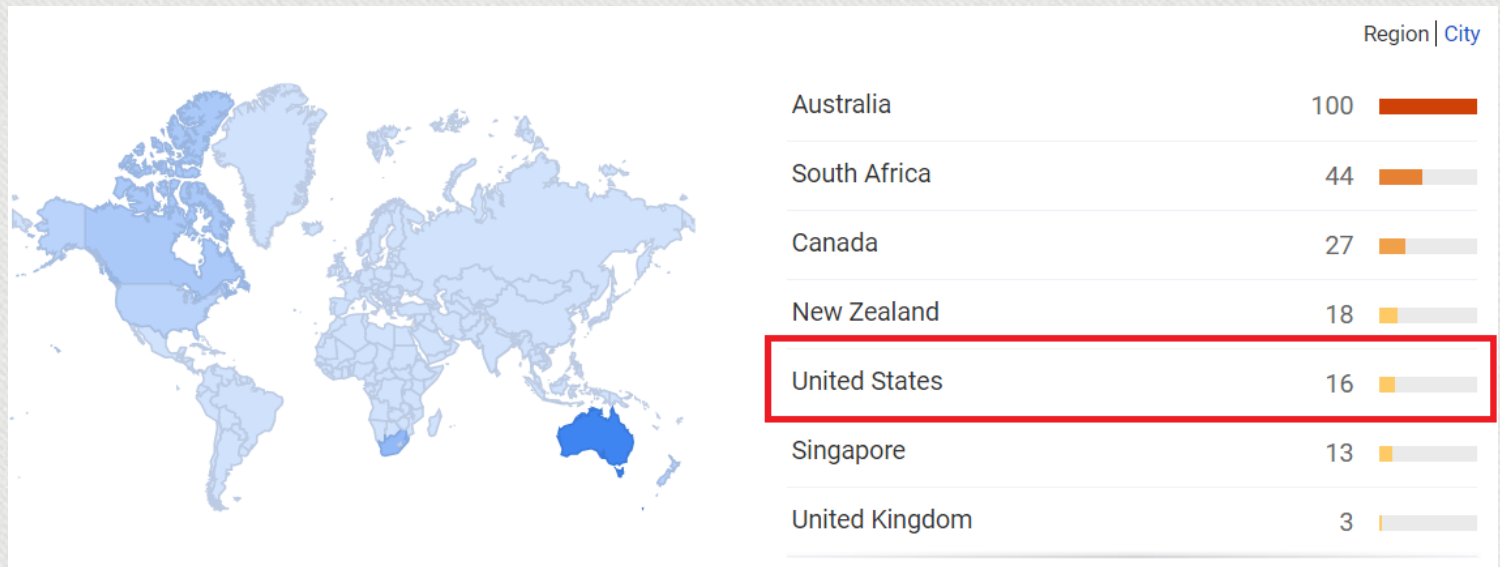 Region | City
Australia 100
South Africa 44
Canada 27
New Zealand 18
United States 16
Singapore 13
United Kingdom 3